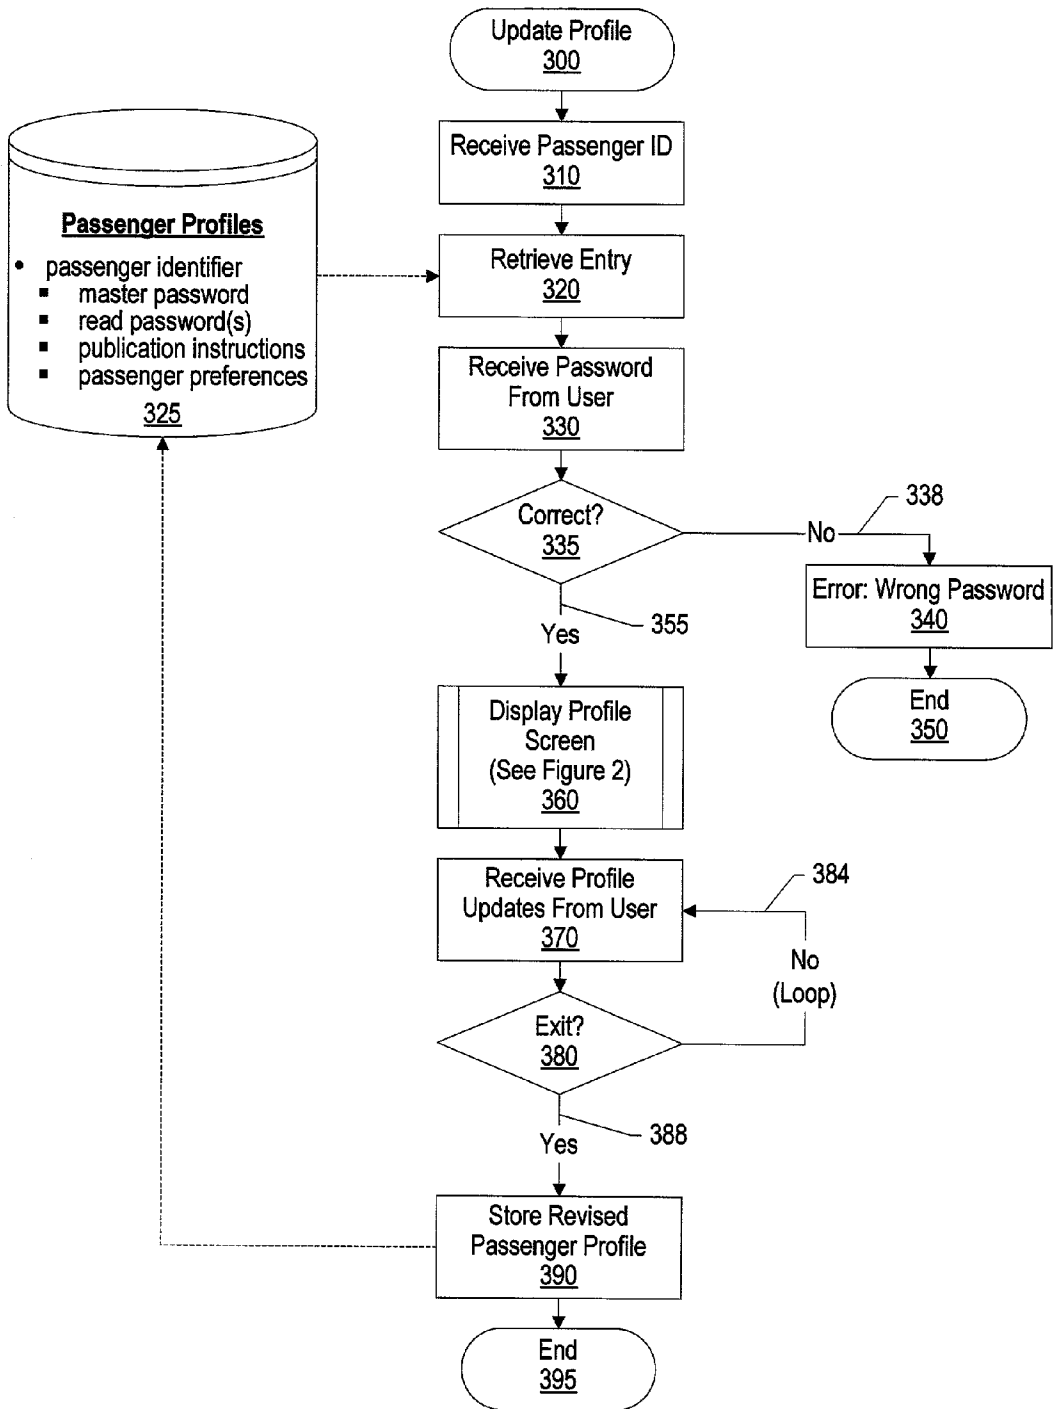 Update Profile
300
Receive Passenger ID
310
Passenger Profiles
• passenger identifier
▪ master password
▪ read password(s)
▪ publication instructions
▪ passenger preferences
325
Retrieve Entry
320
Receive Password
From User
330
Correct?
335
No
338
Error: Wrong Password
340
End
350
355
Yes
Display Profile
Screen
(See Figure 2)
360
Receive Profile
Updates From User
370
384
No
(Loop)
Exit?
380
388
Yes
Store Revised
Passenger Profile
390
End
395